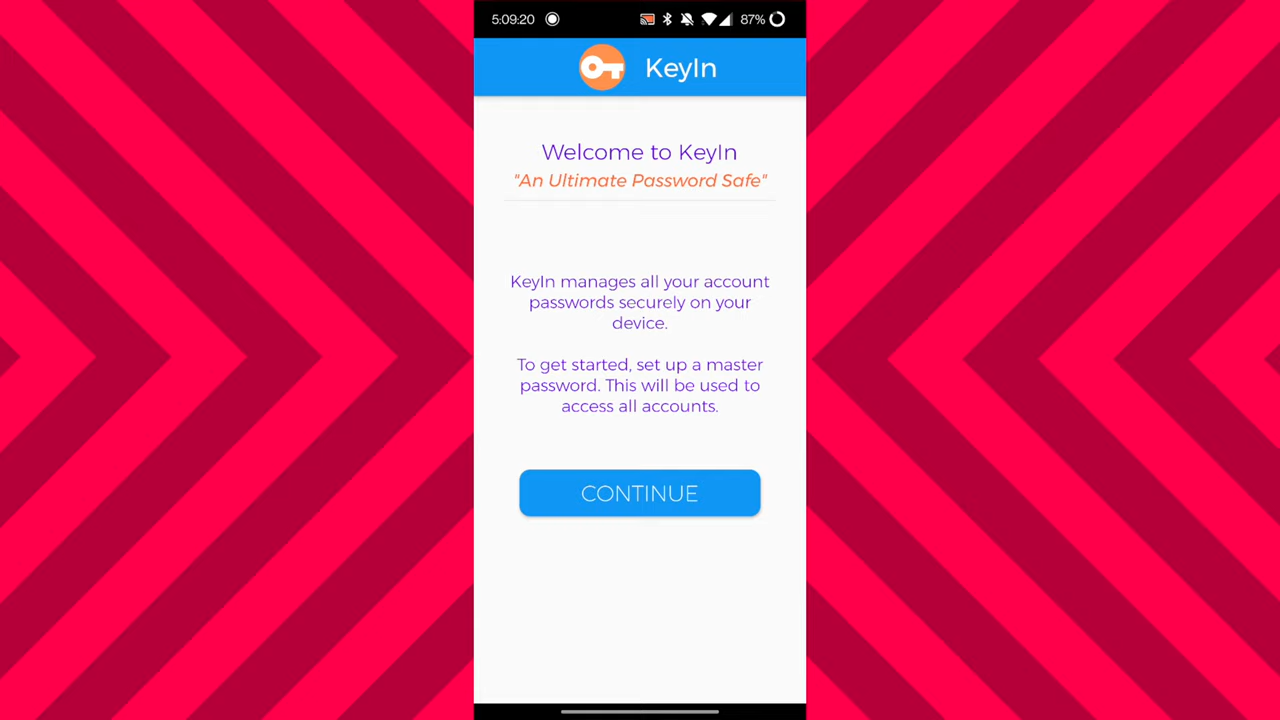 5:09:20
87%
KeyIn
Welcome to KeyIn
"An Ultimate Password Safe"
KeyIn manages all your account
passwords securely on your
device.
To get started, set up a master
password. This will be used to
access all accounts.
CONTINUE